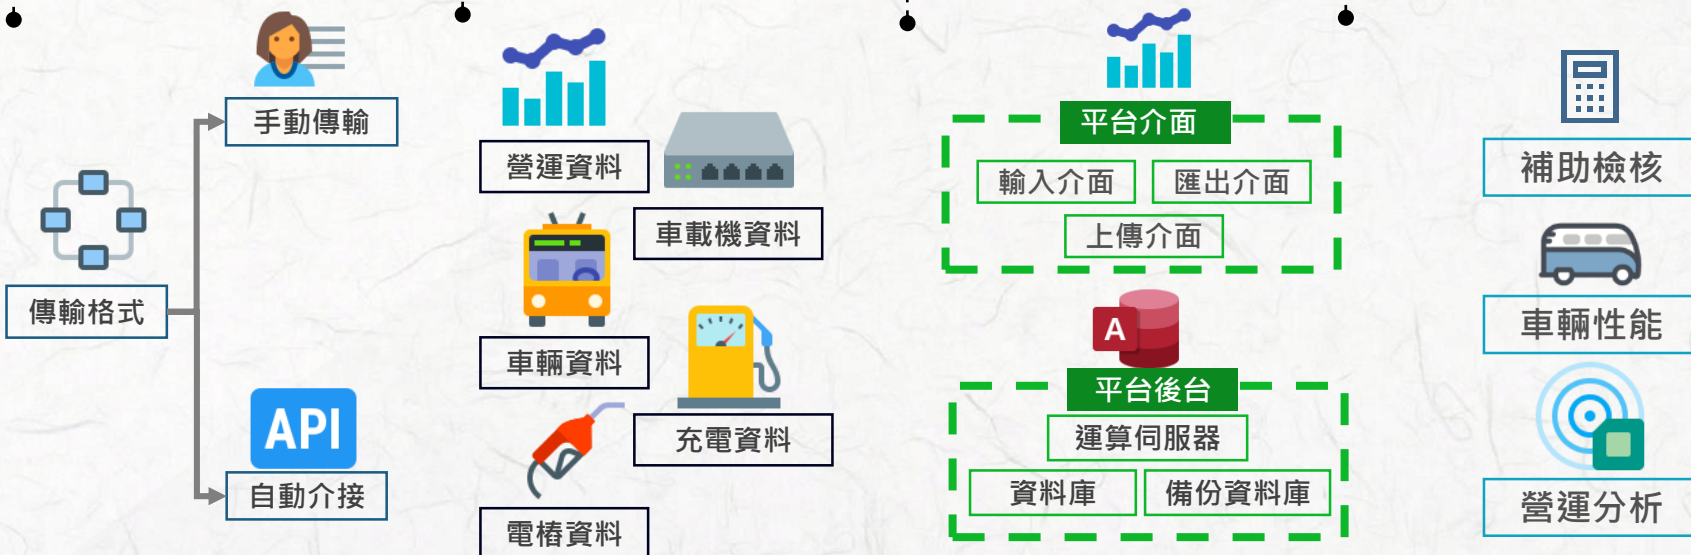 手動傳輸
傳輸格式
API
自動介接
營運資料
車載機資料
車輛資料
充電資料
電樁資料
平台介面
輸入介面
匯出介面
上傳介面
A
平台後台
運算伺服器
資料庫
備份資料庫
補助檢核
車輛性能
營運分析